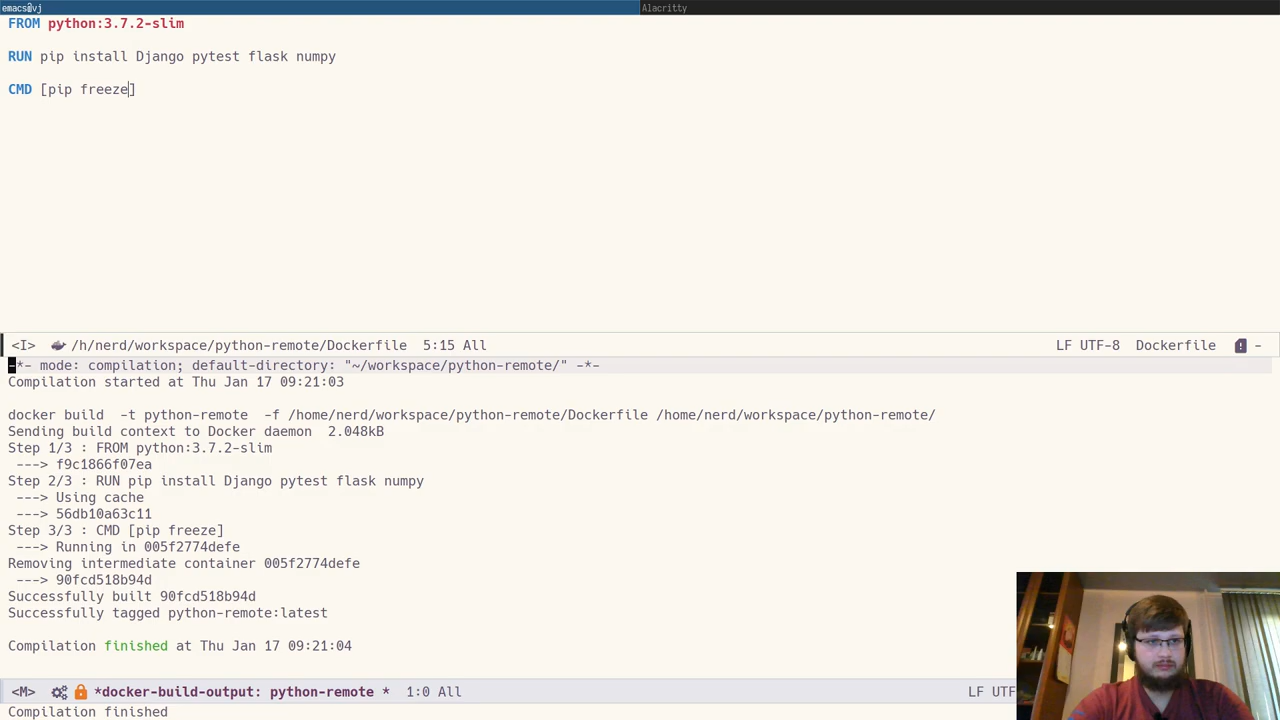 emacs@vj
Alacritty
FROM python:3.7.2-slim
RUN pip install Django pytest flask numpy
CMD [pip freeze]
<I> /h/nerd/workspace/python-remote/Dockerfile 5:15 All LF UTF-8 Dockerfile -
-*- mode: compilation; default-directory: "~/workspace/python-remote/" -*-
Compilation started at Thu Jan 17 09:21:03
docker build  -t python-remote  -f /home/nerd/workspace/python-remote/Dockerfile /home/nerd/workspace/python-remote/
Sending build context to Docker daemon  2.048kB
Step 1/3 : FROM python:3.7.2-slim
 ---> f9c1866f07ea
Step 2/3 : RUN pip install Django pytest flask numpy
 ---> Using cache
 ---> 56db10a63c11
Step 3/3 : CMD [pip freeze]
 ---> Running in 005f2774defe
Removing intermediate container 005f2774defe
 ---> 90fcd518b94d
Successfully built 90fcd518b94d
Successfully tagged python-remote:latest
Compilation finished at Thu Jan 17 09:21:04
<M> *docker-build-output: python-remote * 1:0 All LF UTF
Compilation finished